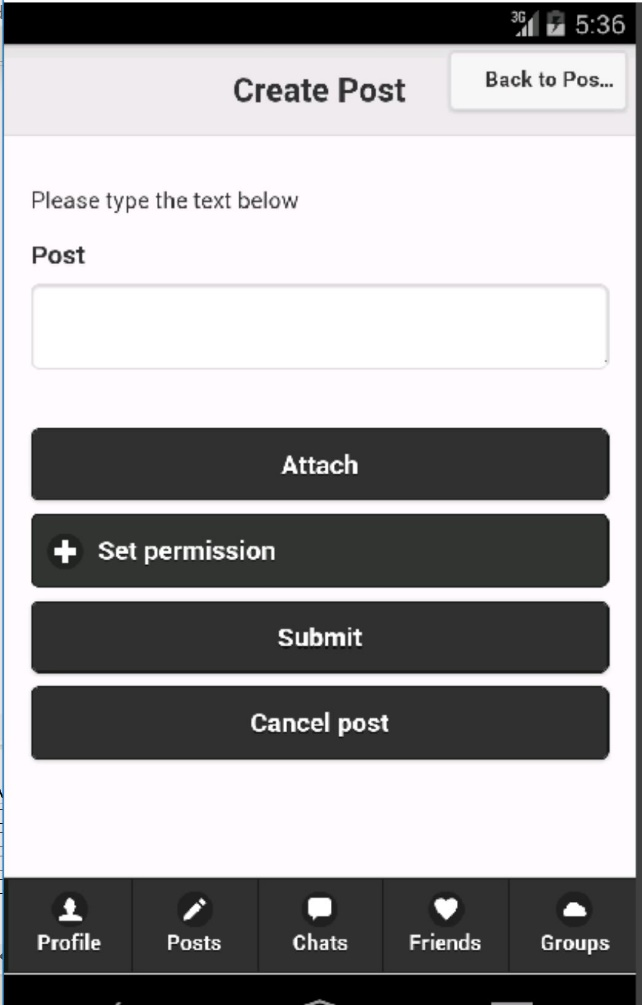 3G 5:36
Create Post
Back to Pos...
Please type the text below
Post
Attach
Set permission
Submit
Cancel post
Profile Posts Chats Friends Groups